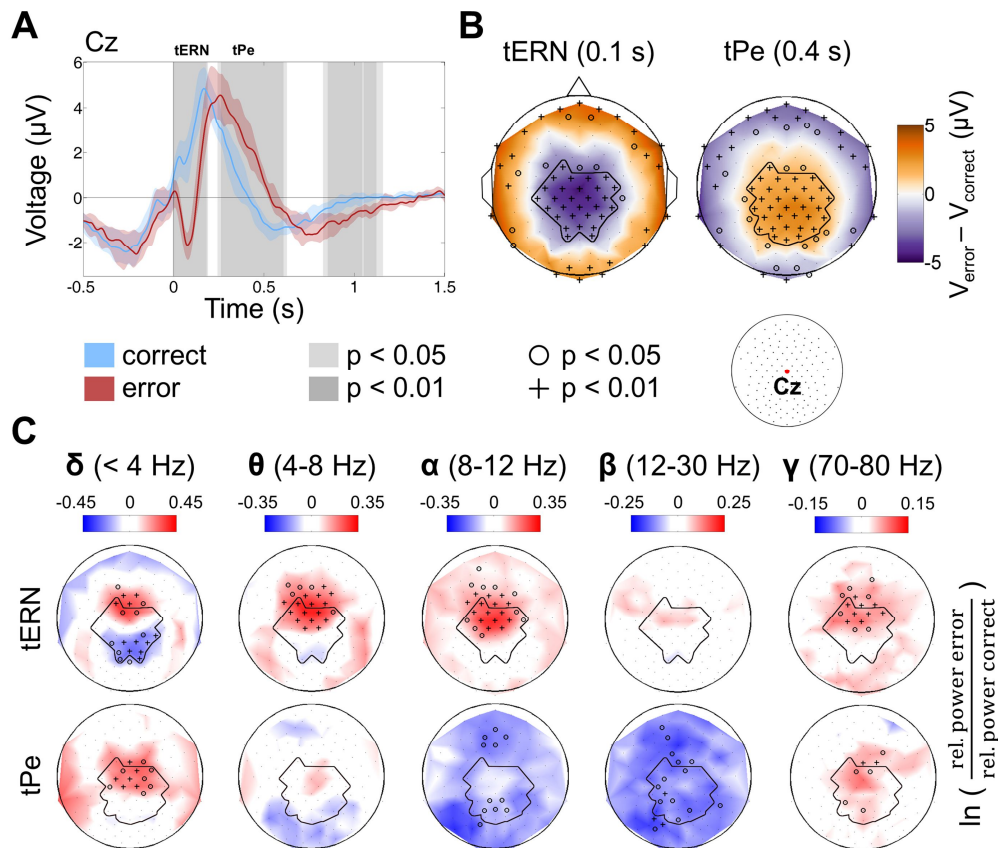 A
Cz
tERN
tPe
6
4
2
0
-2
-0.5
0
0.5
1
1.5
Voltage (µV)
Time (s)
correct
error
p < 0.05
p < 0.01
B
tERN (0.1 s)
tPe (0.4 s)
5
0
-5
Verror – Vcorrect (µV)
p < 0.05
p < 0.01
Cz
C
δ (< 4 Hz)
θ (4-8 Hz)
α (8-12 Hz)
β (12-30 Hz)
γ (70-80 Hz)
-0.45 0 0.45
-0.35 0 0.35
-0.35 0 0.35
-0.25 0 0.25
-0.15 0 0.15
tERN
tPe
ln ( rel. power error
rel. power correct )